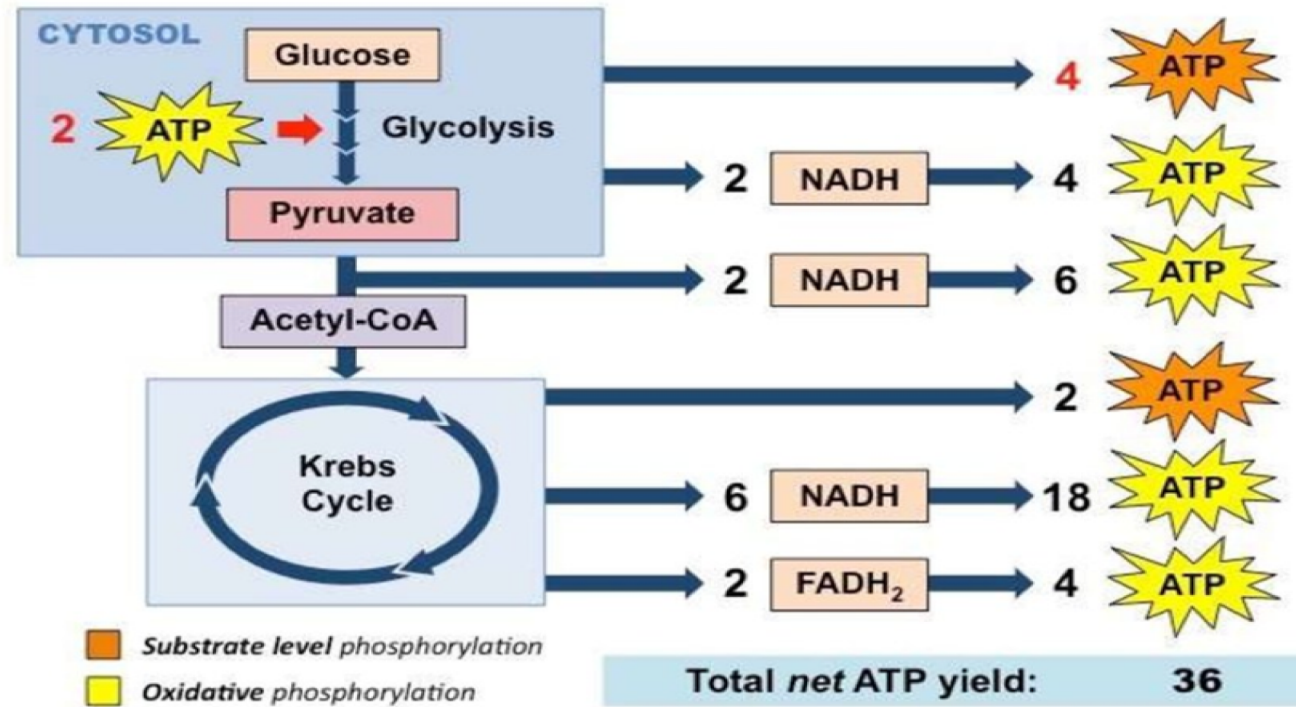 CYTOSOL
Glucose
4 ATP
2 ATP
Glycolysis
2 NADH 4 ATP
Pyruvate
2 NADH 6 ATP
Acetyl-CoA
2 ATP
Krebs
Cycle
6 NADH 18 ATP
2 FADH₂ 4 ATP
Substrate level phosphorylation
Oxidative phosphorylation
Total net ATP yield: 36